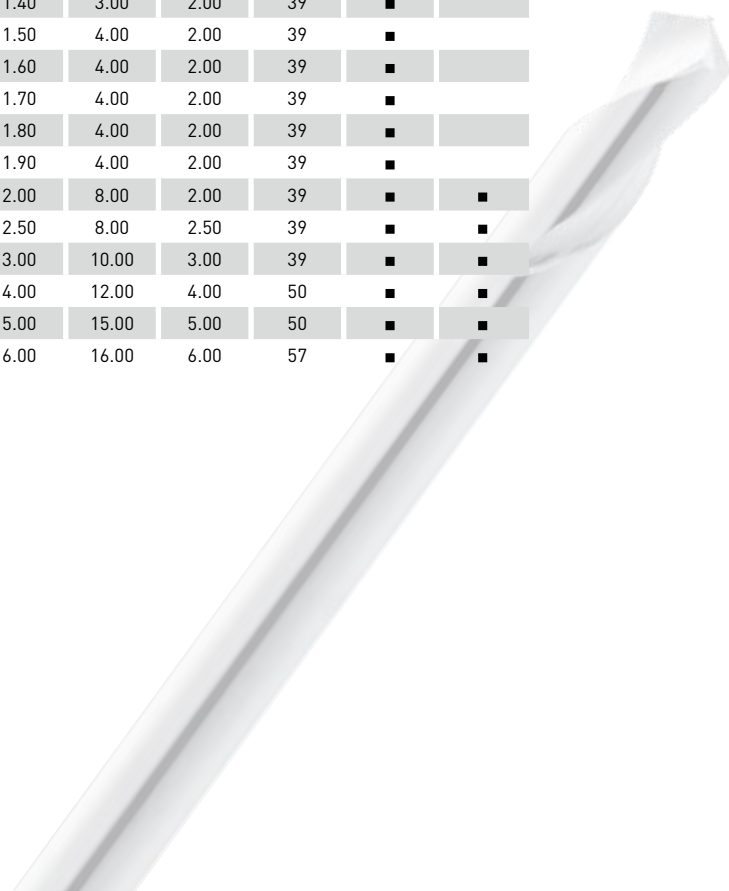 1.40 3.00 2.00 39 ■
1.50 4.00 2.00 39 ■
1.60 4.00 2.00 39 ■
1.70 4.00 2.00 39 ■
1.80 4.00 2.00 39 ■
1.90 4.00 2.00 39 ■
2.00 8.00 2.00 39 ■ ■
2.50 8.00 2.50 39 ■ ■
3.00 10.00 3.00 39 ■ ■
4.00 12.00 4.00 50 ■ ■
5.00 15.00 5.00 50 ■ ■
6.00 16.00 6.00 57 ■ ■